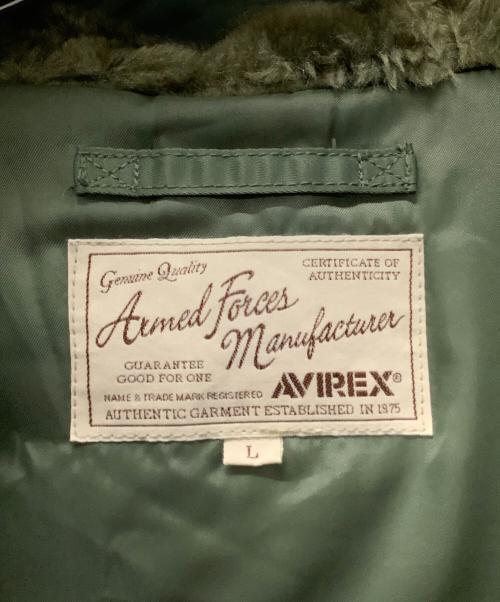 Genuine Quality
CERTIFICATE OF
AUTHENTICITY
Armed Forces
Manufacturer
GUARANTEE
GOOD FOR ONE
AVIREX®
NAME & TRADE MARK REGISTERED
AUTHENTIC GARMENT ESTABLISHED IN 1975
L